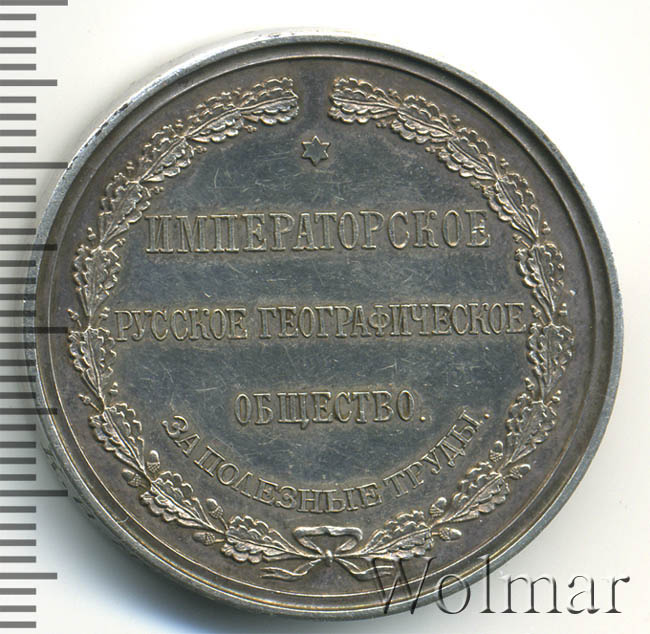 ИМПЕРАТОРСКОЕ
РУССКОЕ ГЕОГРАФИЧЕСКОЕ
ОБЩЕСТВО.
ЗА ПОЛЕЗНЫЕ ТРУДЫ.
Wolmar